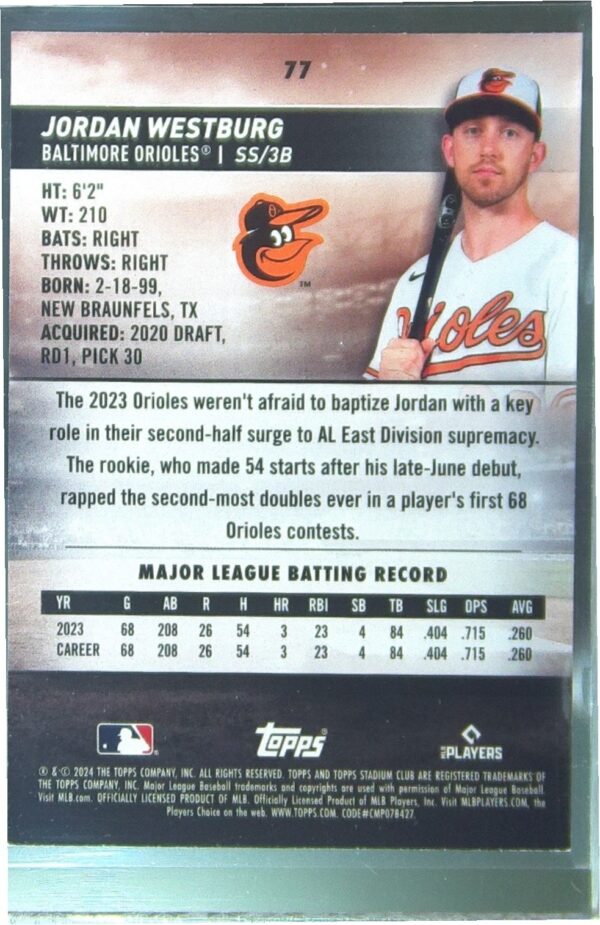 77
JORDAN WESTBURG
BALTIMORE ORIOLES® | SS/3B
HT: 6'2"
WT: 210
BATS: RIGHT
THROWS: RIGHT
BORN: 2-18-99,
NEW BRAUNFELS, TX
ACQUIRED: 2020 DRAFT,
RD1, PICK 30
TM
Orioles
The 2023 Orioles weren't afraid to baptize Jordan with a key
role in their second-half surge to AL East Division supremacy.
The rookie, who made 54 starts after his late-June debut,
rapped the second-most doubles ever in a player's first 68
Orioles contests.
MAJOR LEAGUE BATTING RECORD
YR G AB R H HR RBI SB TB SLG OPS AVG
2023 68 208 26 54 3 23 4 84 .404 .715 .260
CAREER 68 208 26 54 3 23 4 84 .404 .715 .260
TOPPS® PLAYERS
® & © 2024 THE TOPPS COMPANY, INC. ALL RIGHTS RESERVED. TOPPS AND TOPPS STADIUM CLUB ARE REGISTERED TRADEMARKS OF
THE TOPPS COMPANY, INC. Major League Baseball trademarks and copyrights are used with permission of Major League Baseball.
Visit MLB.com. OFFICIALLY LICENSED PRODUCT OF MLB. Officially Licensed Product of MLB Players, Inc. Visit MLBPLAYERS.COM, the
Players Choice on the web. WWW.TOPPS.COM. CODE#CMP078427